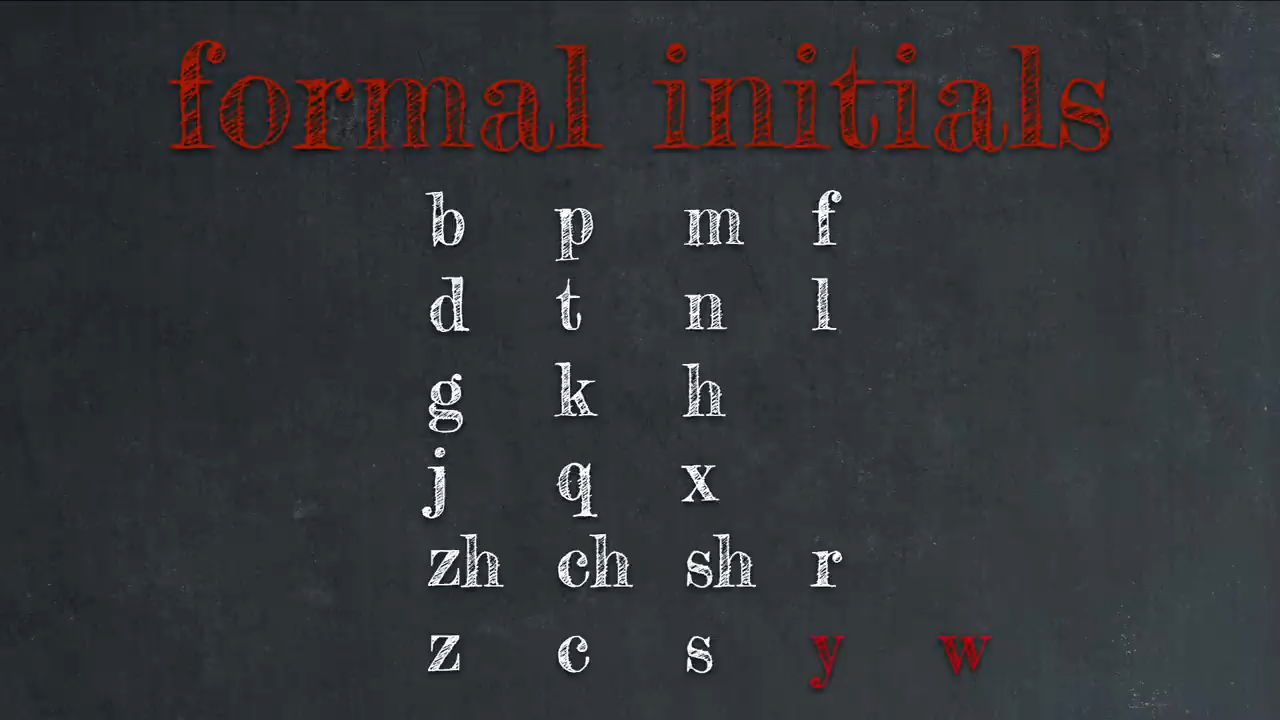 formal initials
b p m f
d t n l
g k h
j q x
zh ch sh r
z c s y w